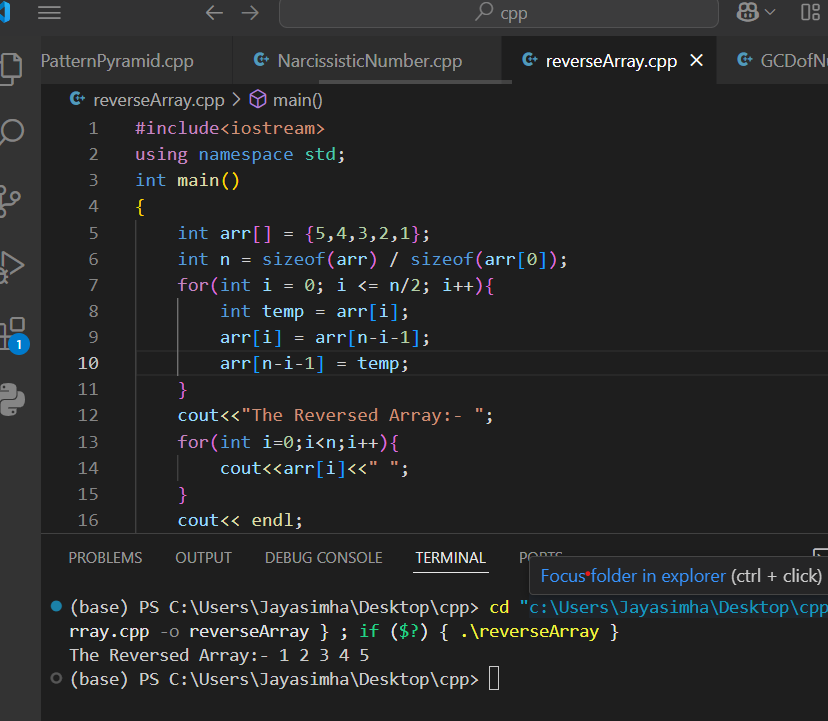 cpp
PatternPyramid.cpp NarcissisticNumber.cpp reverseArray.cpp GCDofNu
reverseArray.cpp > main()
1 #include<iostream>
2 using namespace std;
3 int main()
4 {
5 int arr[] = {5,4,3,2,1};
6 int n = sizeof(arr) / sizeof(arr[0]);
7 for(int i = 0; i <= n/2; i++){
8 int temp = arr[i];
9 arr[i] = arr[n-i-1];
10 arr[n-i-1] = temp;
11 }
12 cout<<"The Reversed Array:- ";
13 for(int i=0;i<n;i++){
14 cout<<arr[i]<<" ";
15 }
16 cout<< endl;
1
PROBLEMS OUTPUT DEBUG CONSOLE TERMINAL PORTS
Focus folder in explorer (ctrl + click)
(base) PS C:\Users\Jayasimha\Desktop\cpp> cd "c:\Users\Jayasimha\Desktop\cpp
rray.cpp -o reverseArray } ; if ($?) { .\reverseArray }
The Reversed Array:- 1 2 3 4 5
(base) PS C:\Users\Jayasimha\Desktop\cpp>